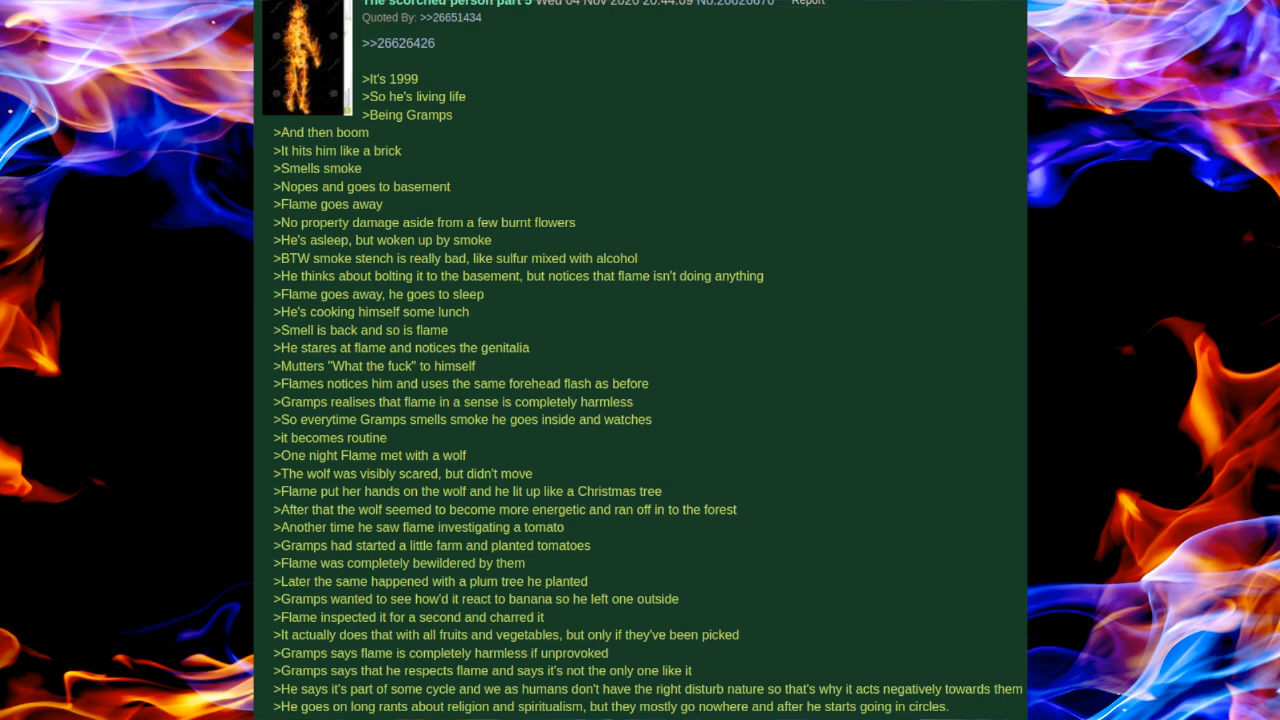 The scorched person part 5 Wed 04 Nov 2020 20:44:09 No.26626670 Report
Quoted By: >>26651434
>>26626426
>It's 1999
>So he's living life
>Being Gramps
>And then boom
>It hits him like a brick
>Smells smoke
>Nopes and goes to basement
>Flame goes away
>No property damage aside from a few burnt flowers
>He's asleep, but woken up by smoke
>BTW smoke stench is really bad, like sulfur mixed with alcohol
>He thinks about bolting it to the basement, but notices that flame isn't doing anything
>Flame goes away, he goes to sleep
>He's cooking himself some lunch
>Smell is back and so is flame
>He stares at flame and notices the genitalia
>Mutters "What the fuck" to himself
>Flames notices him and uses the same forehead flash as before
>Gramps realises that flame in a sense is completely harmless
>So everytime Gramps smells smoke he goes inside and watches
>it becomes routine
>One night Flame met with a wolf
>The wolf was visibly scared, but didn't move
>Flame put her hands on the wolf and he lit up like a Christmas tree
>After that the wolf seemed to become more energetic and ran off in to the forest
>Another time he saw flame investigating a tomato
>Gramps had started a little farm and planted tomatoes
>Flame was completely bewildered by them
>Later the same happened with a plum tree he planted
>Gramps wanted to see how'd it react to banana so he left one outside
>Flame inspected it for a second and charred it
>It actually does that with all fruits and vegetables, but only if they've been picked
>Gramps says flame is completely harmless if unprovoked
>Gramps says that he respects flame and says it's not the only one like it
>He says it's part of some cycle and we as humans don't have the right disturb nature so that's why it acts negatively towards them
>He goes on long rants about religion and spiritualism, but they mostly go nowhere and after he starts going in circles.